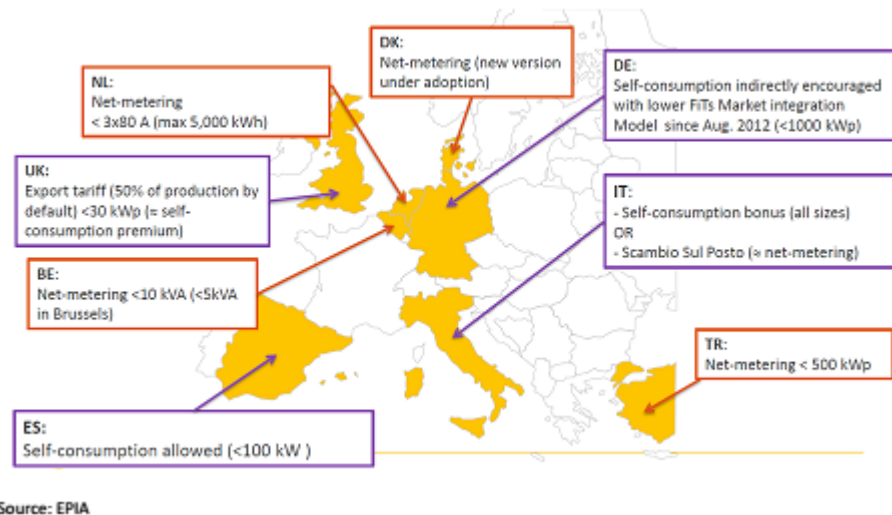 DK:
Net-metering (new version
under adoption)
NL:
Net-metering
< 3x80 A (max 5,000 kWh)
DE:
Self-consumption indirectly encouraged
with lower FiTs Market integration
Model since Aug. 2012 (<1000 kWp)
UK:
Export tariff (50% of production by
default) <30 kWp (= self-
consumption premium)
IT:
- Self-consumption bonus (all sizes)
OR
- Scambio Sul Posto (≈ net-metering)
BE:
Net-metering <10 kVA (<5kVA
in Brussels)
TR:
Net-metering < 500 kWp
ES:
Self-consumption allowed (<100 kW )
Source: EPIA